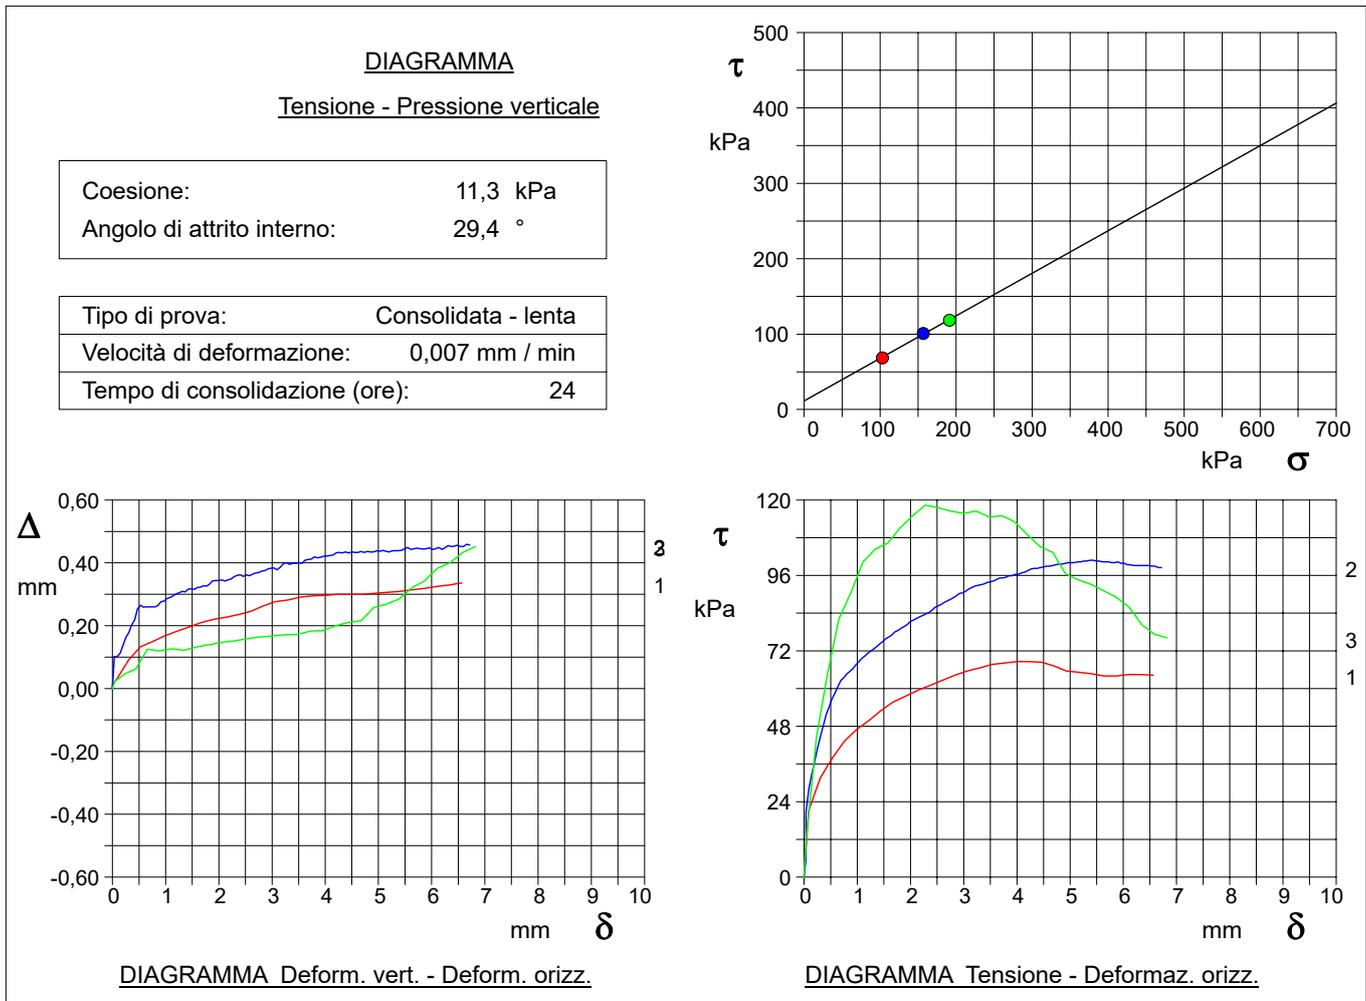 DIAGRAMMA
Tensione - Pressione verticale
Coesione: 11,3 kPa
Angolo di attrito interno: 29,4 °
Tipo di prova: Consolidata - lenta
Velocità di deformazione: 0,007 mm / min
Tempo di consolidazione (ore): 24
500
τ
400
kPa
300
200
100
0
0 100 200 300 400 500 600 700
kPa σ
0,60
Δ
0,40
mm
0,20
0,00
-0,20
-0,40
-0,60
3
1
0 1 2 3 4 5 6 7 8 9 10
mm δ
DIAGRAMMA Deform. vert. - Deform. orizz.
120
τ
96
kPa
72
48
24
0
2
3
1
0 1 2 3 4 5 6 7 8 9 10
mm δ
DIAGRAMMA Tensione - Deformaz. orizz.